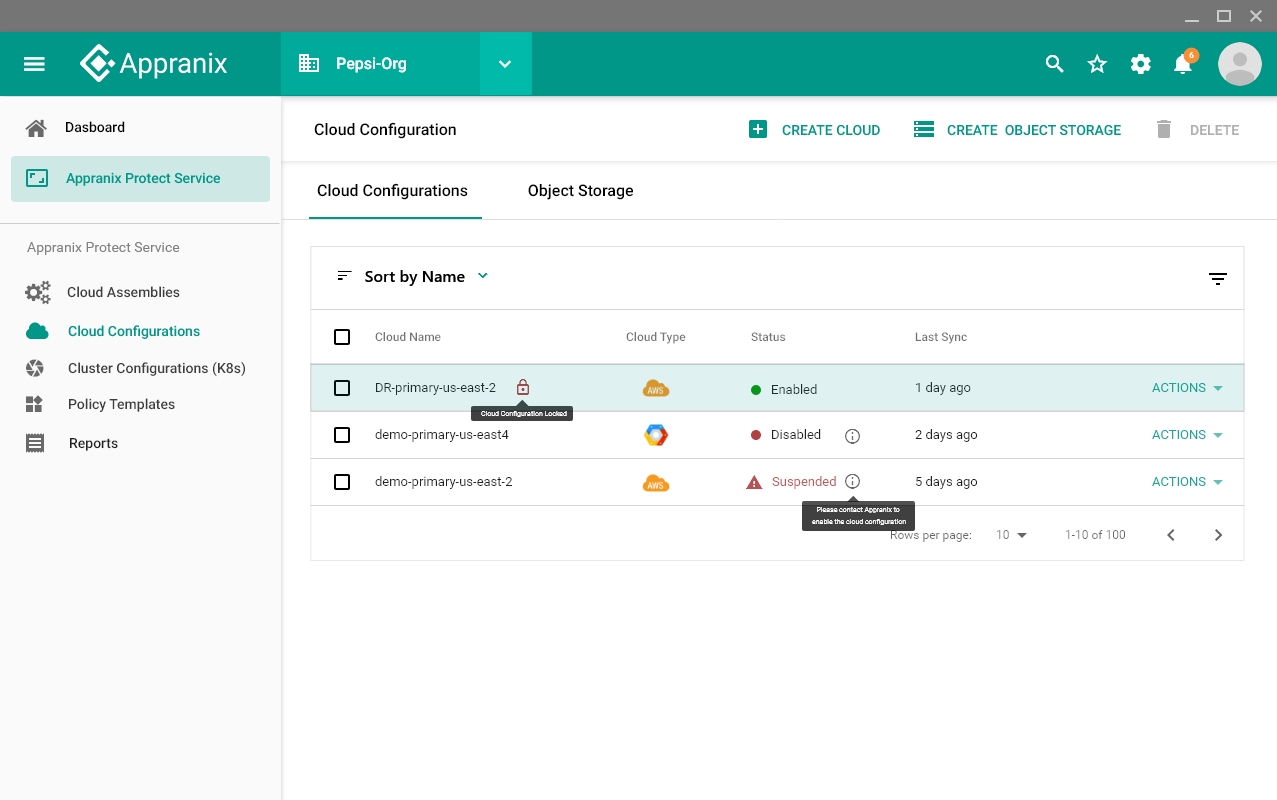 Appranix
Pepsi-Org
6
Dasboard
Appranix Protect Service
Appranix Protect Service
Cloud Assemblies
Cloud Configurations
Cluster Configurations (K8s)
Policy Templates
Reports
Cloud Configuration
CREATE CLOUD
CREATE OBJECT STORAGE
DELETE
Cloud Configurations
Object Storage
Sort by Name
Cloud Name Cloud Type Status Last Sync
DR-primary-us-east-2 AWS Enabled 1 day ago ACTIONS
Cloud Configuration Locked
demo-primary-us-east4 Disabled 2 days ago ACTIONS
demo-primary-us-east-2 AWS Suspended 5 days ago ACTIONS
Please contact Appranix to
enable the cloud configuration
Rows per page: 10 1-10 of 100